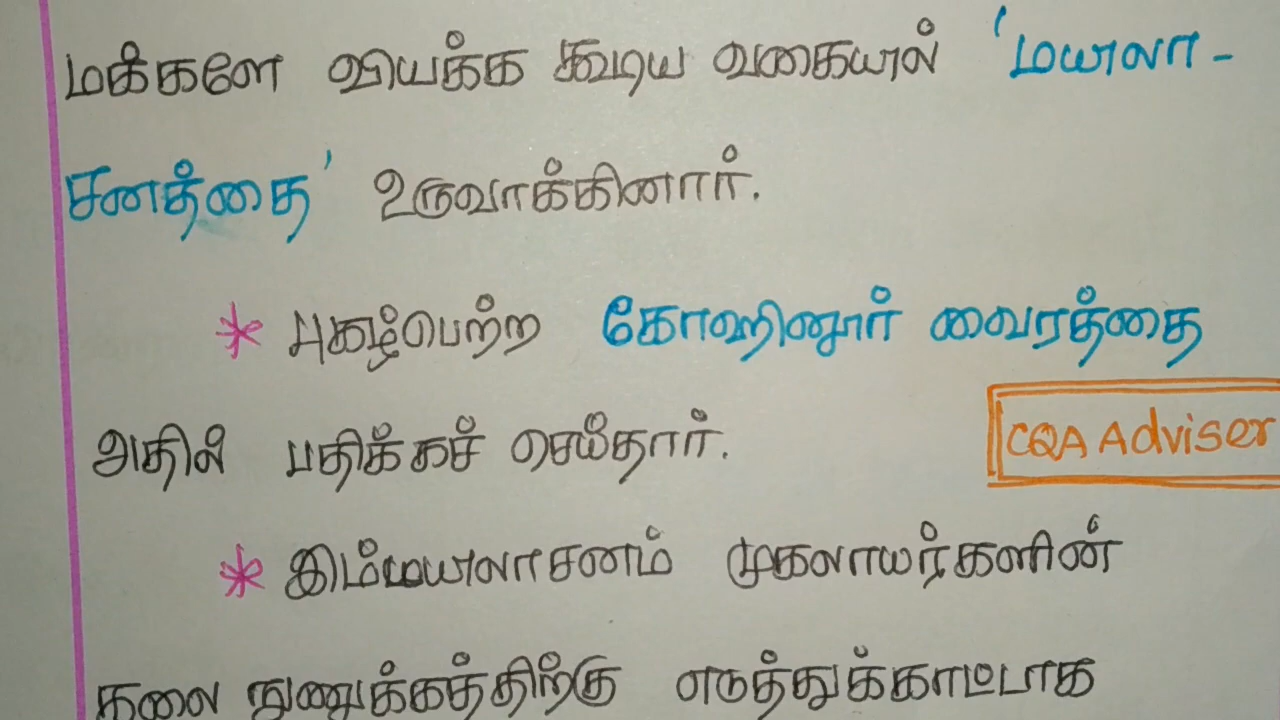 மக்களே வியக்க கூடிய வகையில் 'மயிலா-
சனத்தை' உருவாக்கினார்.
* புகழ்பெற்ற கோஹினூர் வைரத்தை
அதில் பதிக்கச் செய்தார்.
CQA Adviser
* இம்மயிலாசனம் முகலாயர்களின்
கலை நுணுக்கத்திற்கு எடுத்துக்காட்டாக